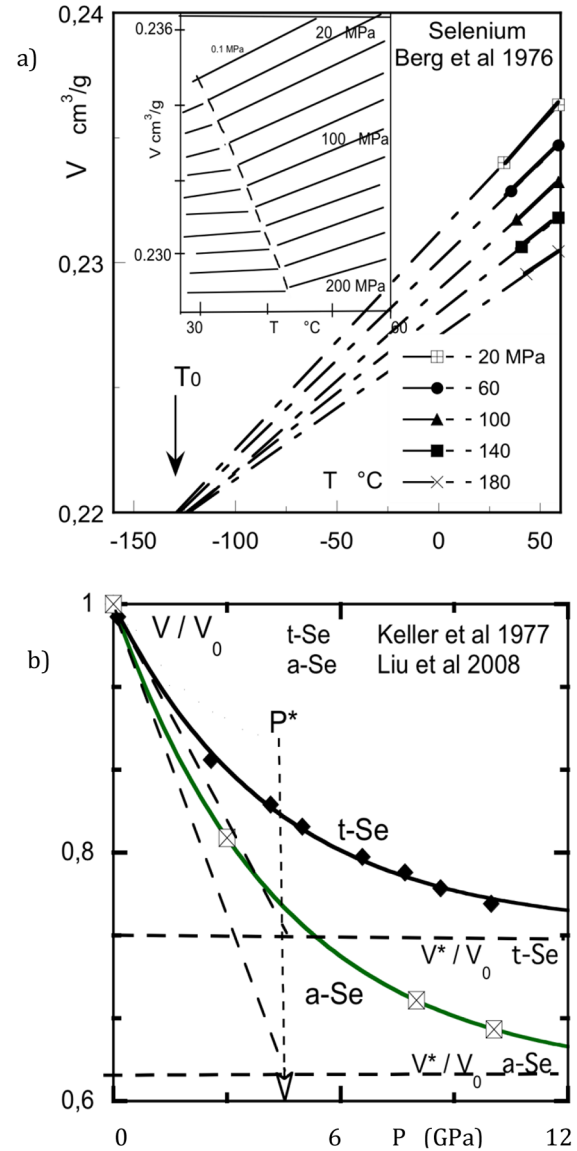 a)
0,24
0,23
0,22
V cm³/g
0.236
0.230
V cm³/g
0.1 MPa
20 MPa
100 MPa
200 MPa
30
T °C
60
Selenium
Berg et al 1976
T0
20 MPa
60
100
140
180
T °C
-150
-100
-50
0
50
b)
1
0,8
0,6
V / V0
t-Se Keller et al 1977
a-Se Liu et al 2008
P*
t-Se
a-Se
V* / V0 t-Se
V* / V0 a-Se
0
6
P (GPa)
12